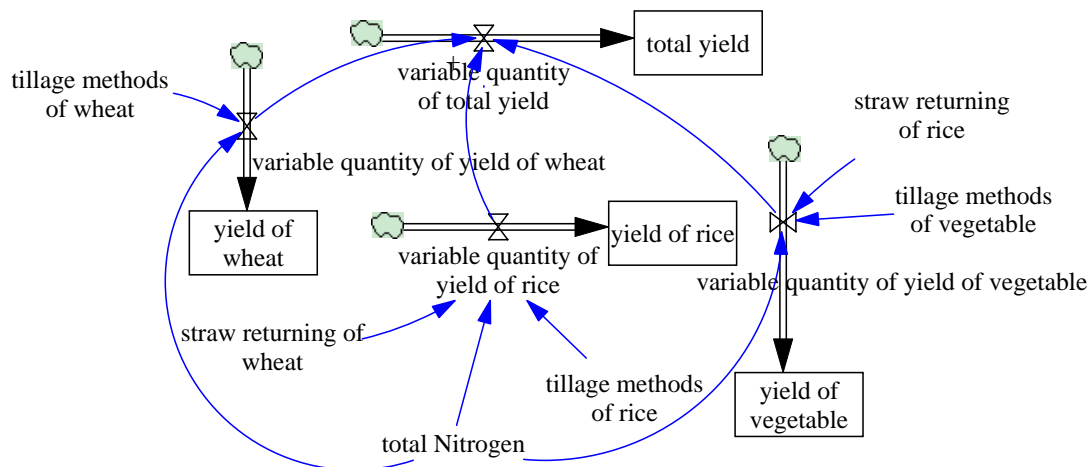 total yield
variable quantity
of total yield
tillage methods
of wheat
straw returning
of rice
variable quantity of yield of wheat
tillage methods
of vegetable
yield of
wheat
yield of rice
variable quantity of
yield of rice
variable quantity of yield of vegetable
straw returning of
wheat
tillage methods
of rice
yield of
vegetable
total Nitrogen